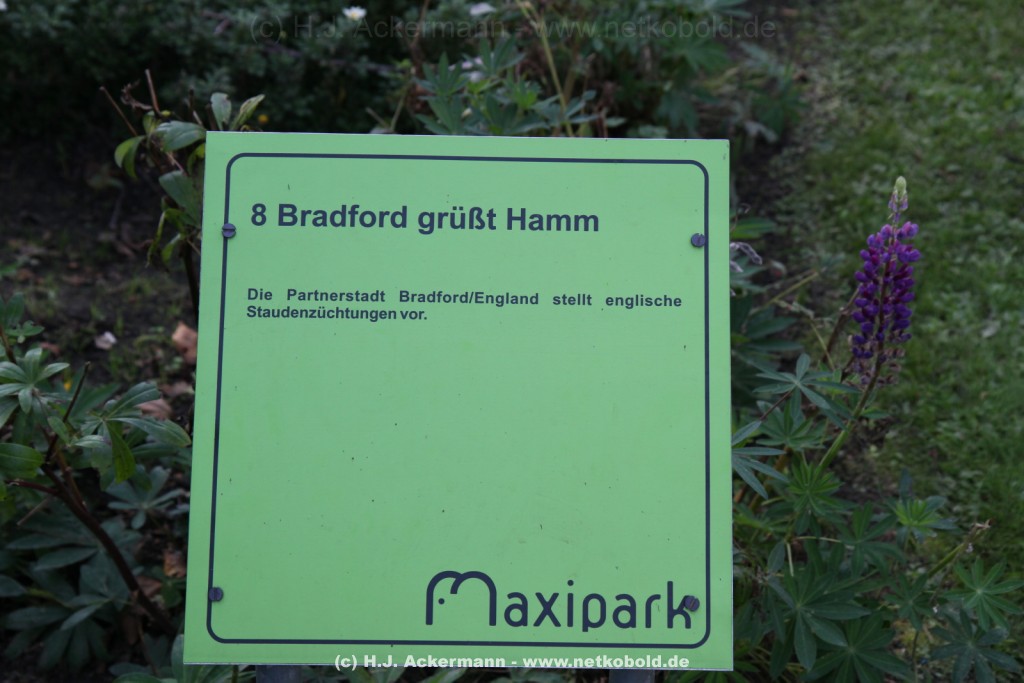 (c) H.J. Ackermann - www.netkobold.de
8 Bradford grüßt Hamm
Die Partnerstadt Bradford/England stellt englische
Staudenzüchtungen vor.
maxipark
(c) H.J. Ackermann - www.netkobold.de